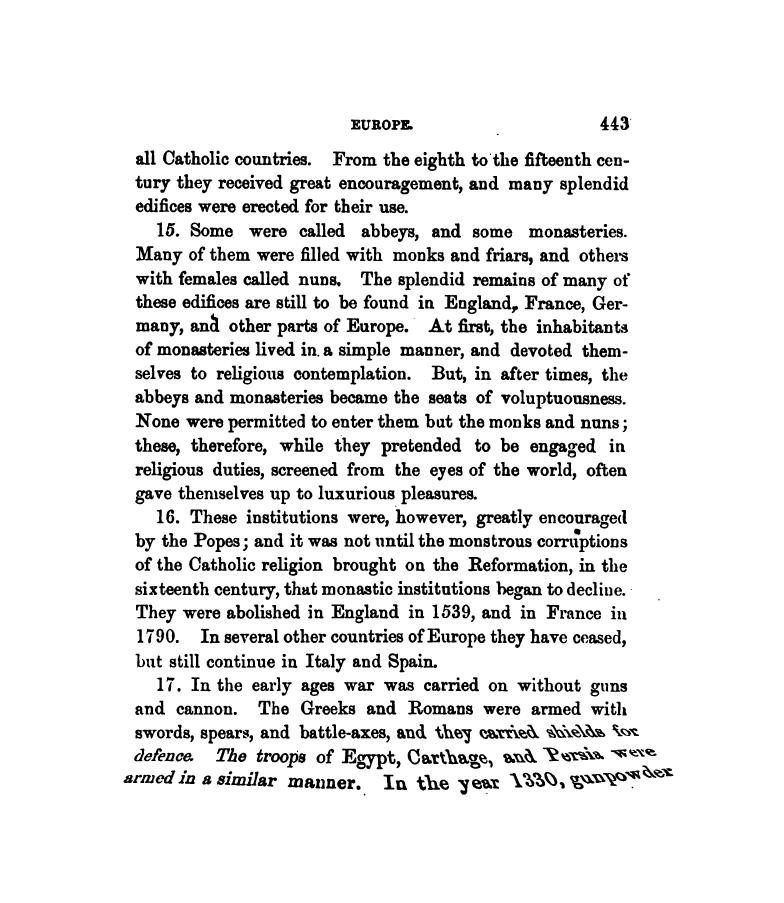 EUROPE. 443
all Catholic countries. From the eighth to the fifteenth cen-
tury they received great encouragement, and many splendid
edifices were erected for their use.
15. Some were called abbeys, and some monasteries.
Many of them were filled with monks and friars, and others
with females called nuns. The splendid remains of many of
these edifices are still to be found in England, France, Ger-
many, and other parts of Europe. At first, the inhabitants
of monasteries lived in a simple manner, and devoted them-
selves to religious contemplation. But, in after times, the
abbeys and monasteries became the seats of voluptuousness.
None were permitted to enter them but the monks and nuns;
these, therefore, while they pretended to be engaged in
religious duties, screened from the eyes of the world, often
gave themselves up to luxurious pleasures.
16. These institutions were, however, greatly encouraged
by the Popes; and it was not until the monstrous corruptions
of the Catholic religion brought on the Reformation, in the
sixteenth century, that monastic institutions began to decline.
They were abolished in England in 1539, and in France in
1790. In several other countries of Europe they have ceased,
but still continue in Italy and Spain.
17. In the early ages war was carried on without guns
and cannon. The Greeks and Romans were armed with
swords, spears, and battle-axes, and they carried shields for
defence. The troops of Egypt, Carthage, and Persia were
armed in a similar manner. In the year 1330, gunpowder